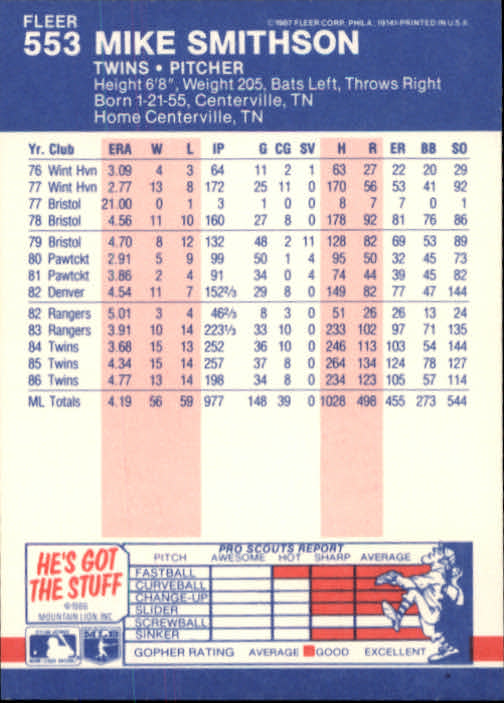 FLEER
553 MIKE SMITHSON
TWINS • PITCHER
Height 6'8", Weight 205, Bats Left, Throws Right
Born 1-21-55, Centerville, TN
Home Centerville, TN
©1987 FLEER CORP. PHILA. 19141-PRINTED IN U.S.A.
Yr. Club ERA W L IP G CG SV H R ER BB SO
76 Wint Hvn 3.09 4 3 64 11 2 1 63 27 22 20 29
77 Wint Hvn 2.77 13 8 172 25 11 0 170 56 53 41 92
77 Bristol 21.00 0 1 3 1 0 0 8 7 7 0 1
78 Bristol 4.56 11 10 160 27 8 0 178 92 81 76 86
79 Bristol 4.70 8 12 132 48 2 11 128 82 69 53 89
80 Pawtckt 2.91 5 9 99 50 1 4 95 50 32 45 73
81 Pawtckt 3.86 2 4 91 34 0 4 74 44 39 45 82
82 Denver 4.54 11 7 152⅔ 29 8 0 149 82 77 47 144
82 Rangers 5.01 3 4 46⅔ 8 3 0 51 26 26 13 24
83 Rangers 3.91 10 14 223⅓ 33 10 0 233 102 97 71 135
84 Twins 3.68 15 13 252 36 10 0 246 113 103 54 144
85 Twins 4.34 15 14 257 37 8 0 264 134 124 78 127
86 Twins 4.77 13 14 198 34 8 0 234 123 105 57 114
ML Totals 4.19 56 59 977 148 39 0 1028 498 455 273 544
HE'S GOT
THE STUFF
©1986
MOUNTAIN LION, INC.
PRO SCOUTS REPORT
PITCH AWESOME HOT SHARP AVERAGE
FASTBALL
CURVEBALL
CHANGE-UP
SLIDER
SCREWBALL
SINKER
GOPHER RATING AVERAGE GOOD EXCELLENT
MLB